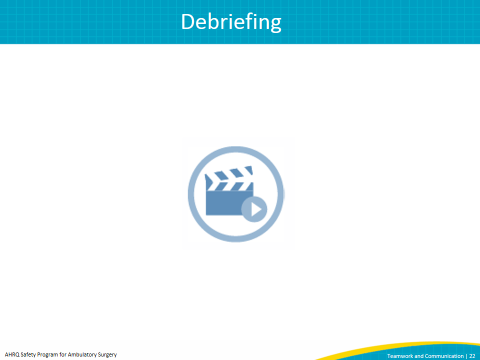 Debriefing
AHRQ Safety Program for Ambulatory Surgery
Teamwork and Communication | 22